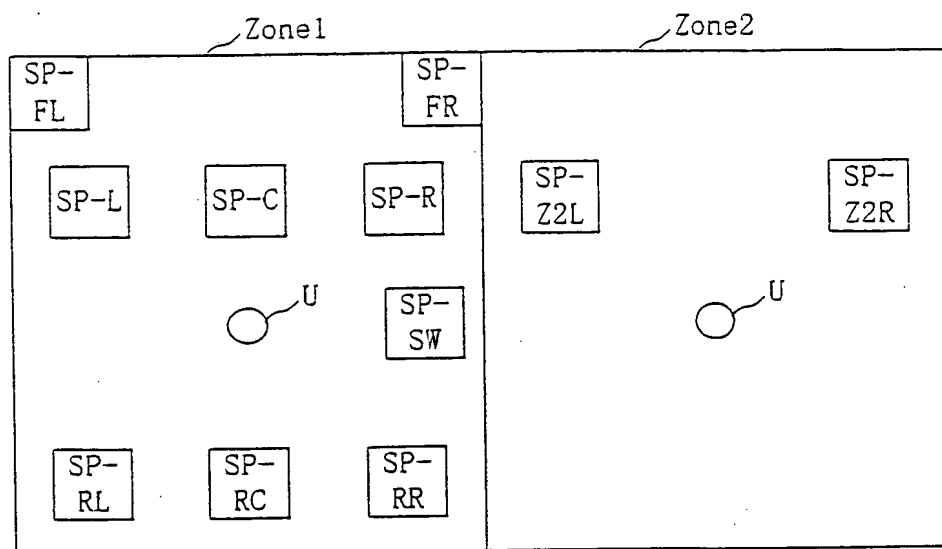 Zone1
Zone2
SP-
FL
SP-
FR
SP-L
SP-C
SP-R
SP-
Z2L
SP-
Z2R
U
SP-
SW
U
SP-
RL
SP-
RC
SP-
RR